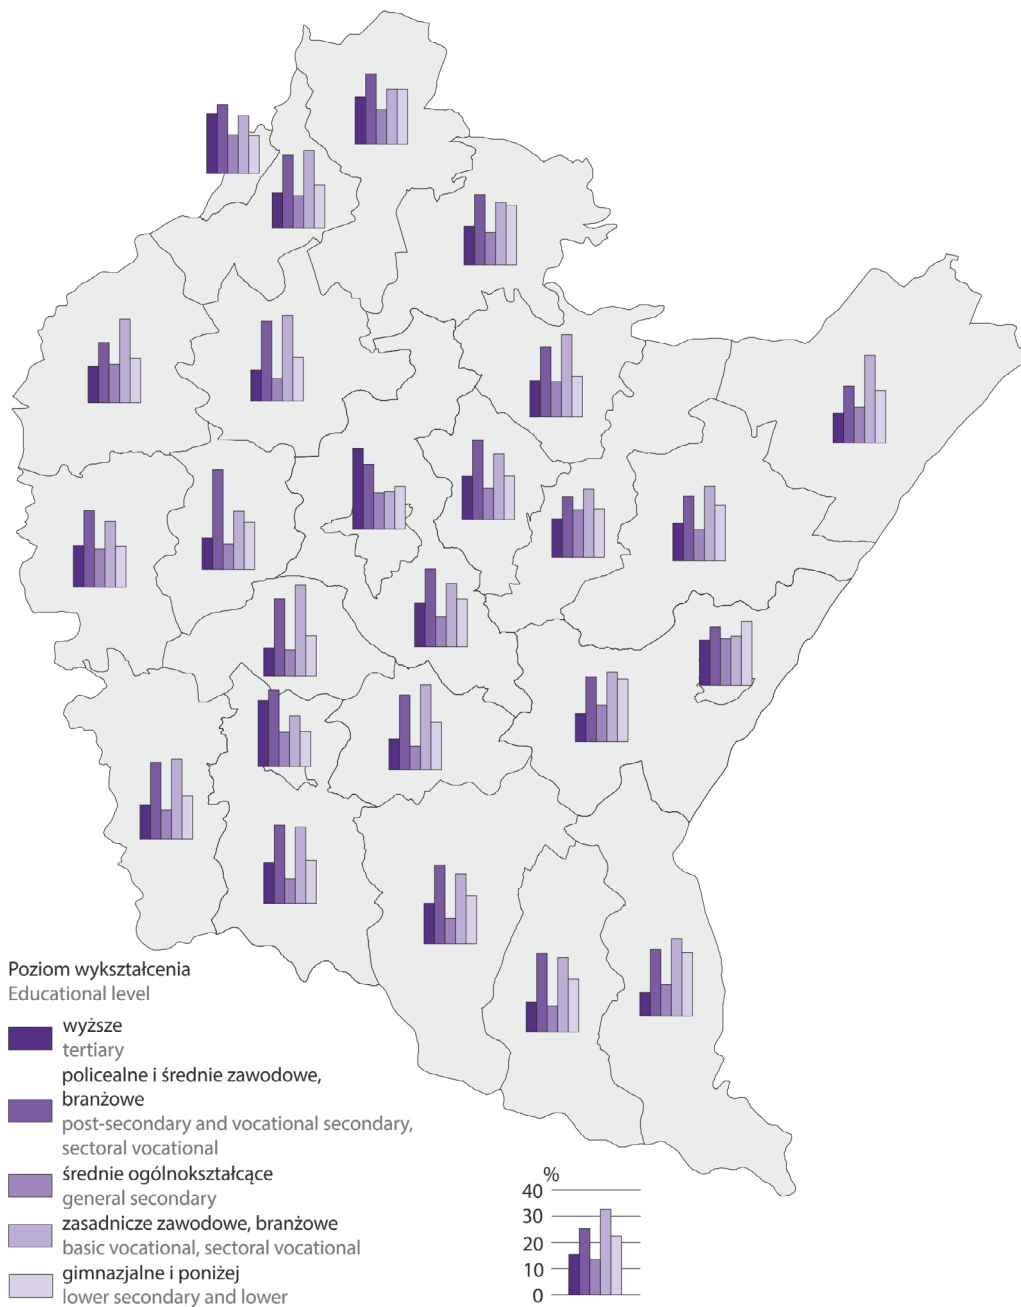 Poziom wykształcenia
Educational level
wyższe
tertiary
policealne i średnie zawodowe,
branżowe
post-secondary and vocational secondary,
sectoral vocational
średnie ogólnokształcące
general secondary
zasadnicze zawodowe, branżowe
basic vocational, sectoral vocational
gimnazjalne i poniżej
lower secondary and lower
%
40
30
20
10
0